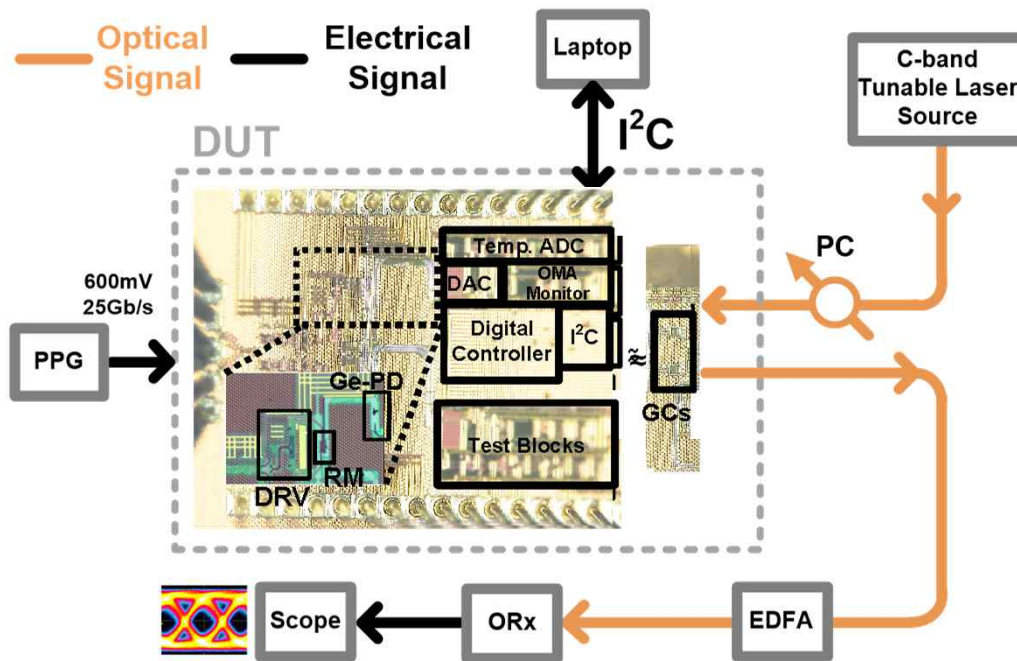 Optical
Signal
Electrical
Signal
Laptop
C-band
Tunable Laser
Source
I²C
DUT
PC
Temp. ADC
DAC
OMA
Monitor
600mV
25Gb/s
Digital
Controller
I²C
PPG
≈
Ge-PD
GCs
Test Blocks
RM
DRV
Scope
ORx
EDFA